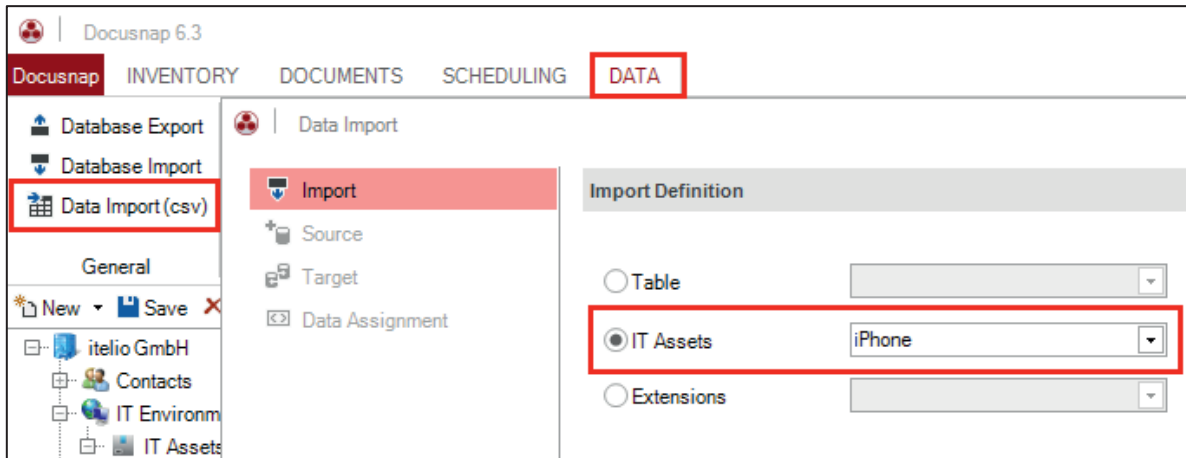 Docusnap 6.3
Docusnap INVENTORY DOCUMENTS SCHEDULING DATA
Database Export
Database Import
Data Import (csv)
General
New Save
itelio GmbH
Contacts
IT Environm
IT Assets
Data Import
Import
Source
Target
Data Assignment
Import Definition
Table
IT Assets iPhone
Extensions